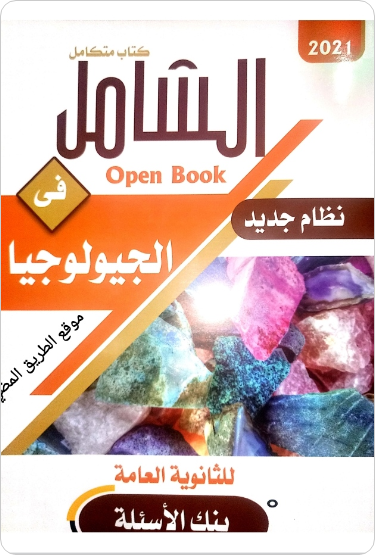 2021
كتاب متكامل
الشامل
Open Book
فى
نظام جديد
الجيولوجيا
موقع الطريق
للثانوية العامة
بنك الأسئلة